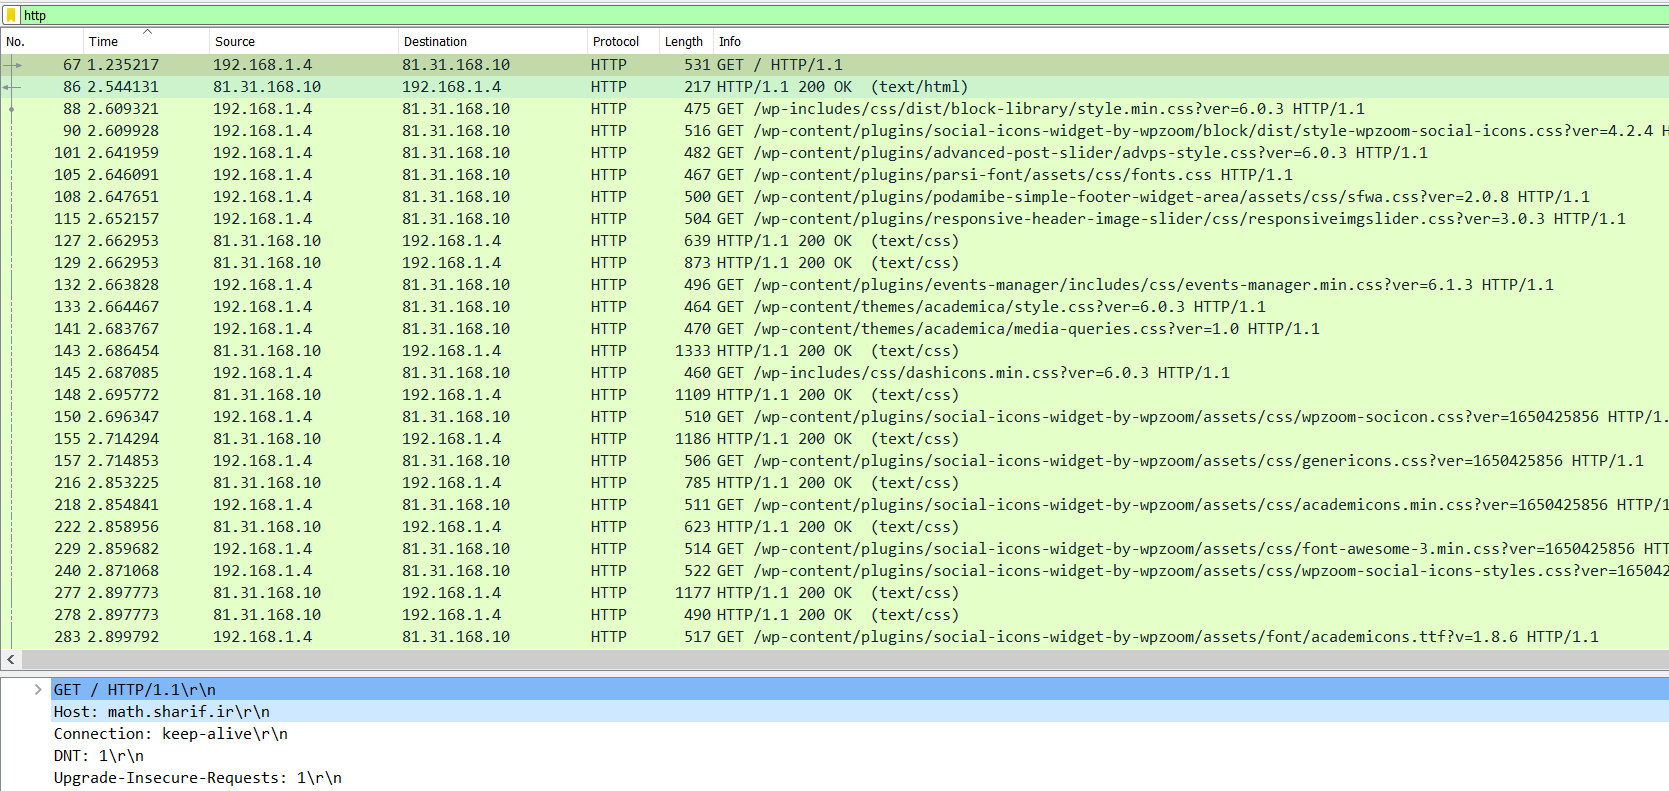 http
No. Time Source Destination Protocol Length Info
67 1.235217 192.168.1.4 81.31.168.10 HTTP 531 GET / HTTP/1.1
86 2.544131 81.31.168.10 192.168.1.4 HTTP 217 HTTP/1.1 200 OK (text/html)
88 2.609321 192.168.1.4 81.31.168.10 HTTP 475 GET /wp-includes/css/dist/block-library/style.min.css?ver=6.0.3 HTTP/1.1
90 2.609928 192.168.1.4 81.31.168.10 HTTP 516 GET /wp-content/plugins/social-icons-widget-by-wpzoom/block/dist/style-wpzoom-social-icons.css?ver=4.2.4 H
101 2.641959 192.168.1.4 81.31.168.10 HTTP 482 GET /wp-content/plugins/advanced-post-slider/advps-style.css?ver=6.0.3 HTTP/1.1
105 2.646091 192.168.1.4 81.31.168.10 HTTP 467 GET /wp-content/plugins/parsi-font/assets/css/fonts.css HTTP/1.1
108 2.647651 192.168.1.4 81.31.168.10 HTTP 500 GET /wp-content/plugins/podamibe-simple-footer-widget-area/assets/css/sfwa.css?ver=2.0.8 HTTP/1.1
115 2.652157 192.168.1.4 81.31.168.10 HTTP 504 GET /wp-content/plugins/responsive-header-image-slider/css/responsiveimgslider.css?ver=3.0.3 HTTP/1.1
127 2.662953 81.31.168.10 192.168.1.4 HTTP 639 HTTP/1.1 200 OK (text/css)
129 2.662953 81.31.168.10 192.168.1.4 HTTP 873 HTTP/1.1 200 OK (text/css)
132 2.663828 192.168.1.4 81.31.168.10 HTTP 496 GET /wp-content/plugins/events-manager/includes/css/events-manager.min.css?ver=6.1.3 HTTP/1.1
133 2.664467 192.168.1.4 81.31.168.10 HTTP 464 GET /wp-content/themes/academica/style.css?ver=6.0.3 HTTP/1.1
141 2.683767 192.168.1.4 81.31.168.10 HTTP 470 GET /wp-content/themes/academica/media-queries.css?ver=1.0 HTTP/1.1
143 2.686454 81.31.168.10 192.168.1.4 HTTP 1333 HTTP/1.1 200 OK (text/css)
145 2.687085 192.168.1.4 81.31.168.10 HTTP 460 GET /wp-includes/css/dashicons.min.css?ver=6.0.3 HTTP/1.1
148 2.695772 81.31.168.10 192.168.1.4 HTTP 1109 HTTP/1.1 200 OK (text/css)
150 2.696347 192.168.1.4 81.31.168.10 HTTP 510 GET /wp-content/plugins/social-icons-widget-by-wpzoom/assets/css/wpzoom-socicon.css?ver=1650425856 HTTP/1.
155 2.714294 81.31.168.10 192.168.1.4 HTTP 1186 HTTP/1.1 200 OK (text/css)
157 2.714853 192.168.1.4 81.31.168.10 HTTP 506 GET /wp-content/plugins/social-icons-widget-by-wpzoom/assets/css/genericons.css?ver=1650425856 HTTP/1.1
216 2.853225 81.31.168.10 192.168.1.4 HTTP 785 HTTP/1.1 200 OK (text/css)
218 2.854841 192.168.1.4 81.31.168.10 HTTP 511 GET /wp-content/plugins/social-icons-widget-by-wpzoom/assets/css/academicons.min.css?ver=1650425856 HTTP/1
222 2.858956 81.31.168.10 192.168.1.4 HTTP 623 HTTP/1.1 200 OK (text/css)
229 2.859682 192.168.1.4 81.31.168.10 HTTP 514 GET /wp-content/plugins/social-icons-widget-by-wpzoom/assets/css/font-awesome-3.min.css?ver=1650425856 HTT
240 2.871068 192.168.1.4 81.31.168.10 HTTP 522 GET /wp-content/plugins/social-icons-widget-by-wpzoom/assets/css/wpzoom-social-icons-styles.css?ver=165042
277 2.897773 81.31.168.10 192.168.1.4 HTTP 1177 HTTP/1.1 200 OK (text/css)
278 2.897773 81.31.168.10 192.168.1.4 HTTP 490 HTTP/1.1 200 OK (text/css)
283 2.899792 192.168.1.4 81.31.168.10 HTTP 517 GET /wp-content/plugins/social-icons-widget-by-wpzoom/assets/font/academicons.ttf?v=1.8.6 HTTP/1.1
GET / HTTP/1.1\r\n
Host: math.sharif.ir\r\n
Connection: keep-alive\r\n
DNT: 1\r\n
Upgrade-Insecure-Requests: 1\r\n